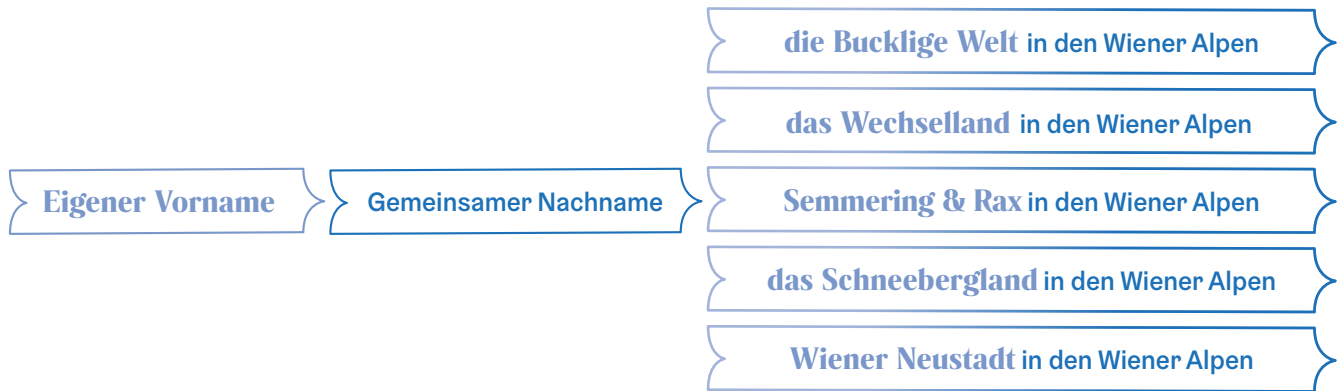 die Bucklige Welt in den Wiener Alpen
das Wechselland in den Wiener Alpen
Eigener Vorname
Gemeinsamer Nachname
Semmering & Rax in den Wiener Alpen
das Schneebergland in den Wiener Alpen
Wiener Neustadt in den Wiener Alpen